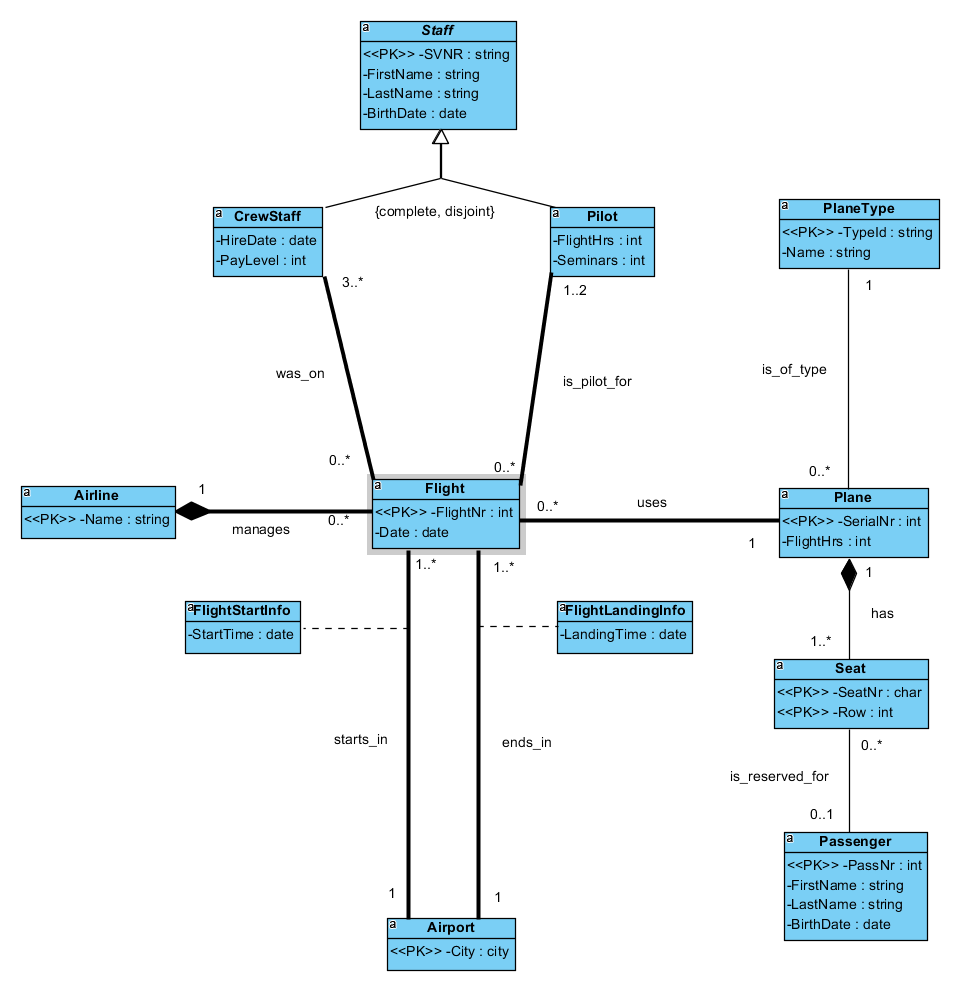 a
Staff
<<PK>> -SVNR : string
-FirstName : string
-LastName : string
-BirthDate : date
{complete, disjoint}
a
CrewStaff
-HireDate : date
-PayLevel : int
a
Pilot
-FlightHrs : int
-Seminars : int
a
PlaneType
<<PK>> -TypeId : string
-Name : string
3..*
1..2
1
was_on
is_pilot_for
is_of_type
0..*
0..*
0..*
a
Airline
<<PK>> -Name : string
1
manages
0..*
a
Flight
<<PK>> -FlightNr : int
-Date : date
0..*
uses
1
a
Plane
<<PK>> -SerialNr : int
-FlightHrs : int
1..*
1..*
1
has
1..*
a
FlightStartInfo
-StartTime : date
a
FlightLandingInfo
-LandingTime : date
a
Seat
<<PK>> -SeatNr : char
<<PK>> -Row : int
starts_in
ends_in
0..*
is_reserved_for
0..1
a
Passenger
<<PK>> -PassNr : int
-FirstName : string
-LastName : string
-BirthDate : date
1
1
a
Airport
<<PK>> -City : city